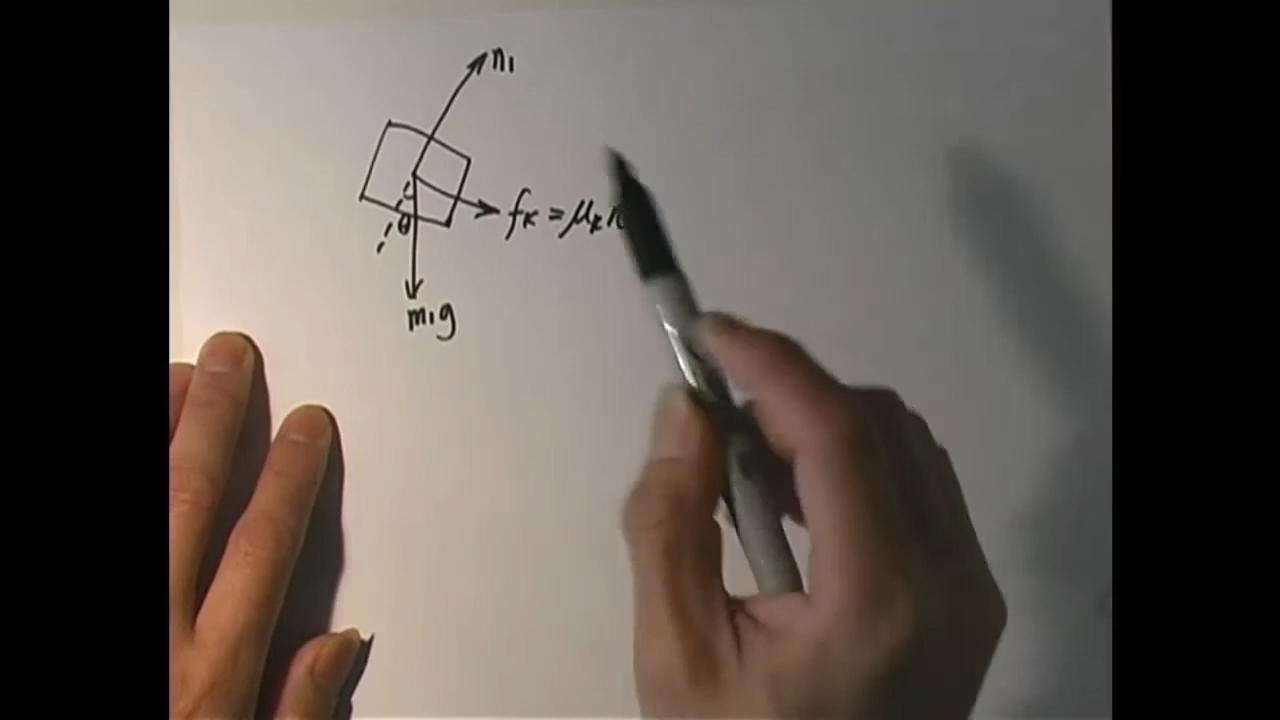 n₁
θ
fₖ = μₖ
m₁g